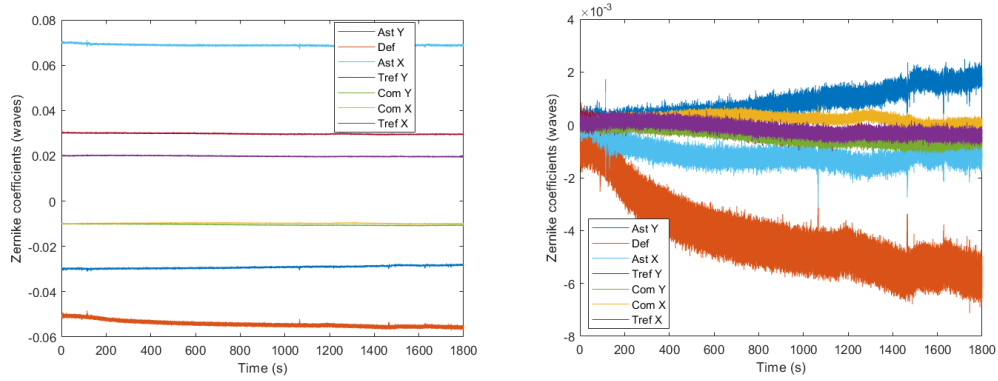 0.08
0.06
0.04
0.02
0
-0.02
-0.04
-0.06
Zernike coefficients (waves)
0 200 400 600 800 1000 1200 1400 1600 1800
Time (s)
Ast Y
Def
Ast X
Tref Y
Com Y
Com X
Tref X
×10⁻³
4
2
0
-2
-4
-6
-8
Zernike coefficients (waves)
0 200 400 600 800 1000 1200 1400 1600 1800
Time (s)
Ast Y
Def
Ast X
Tref Y
Com Y
Com X
Tref X